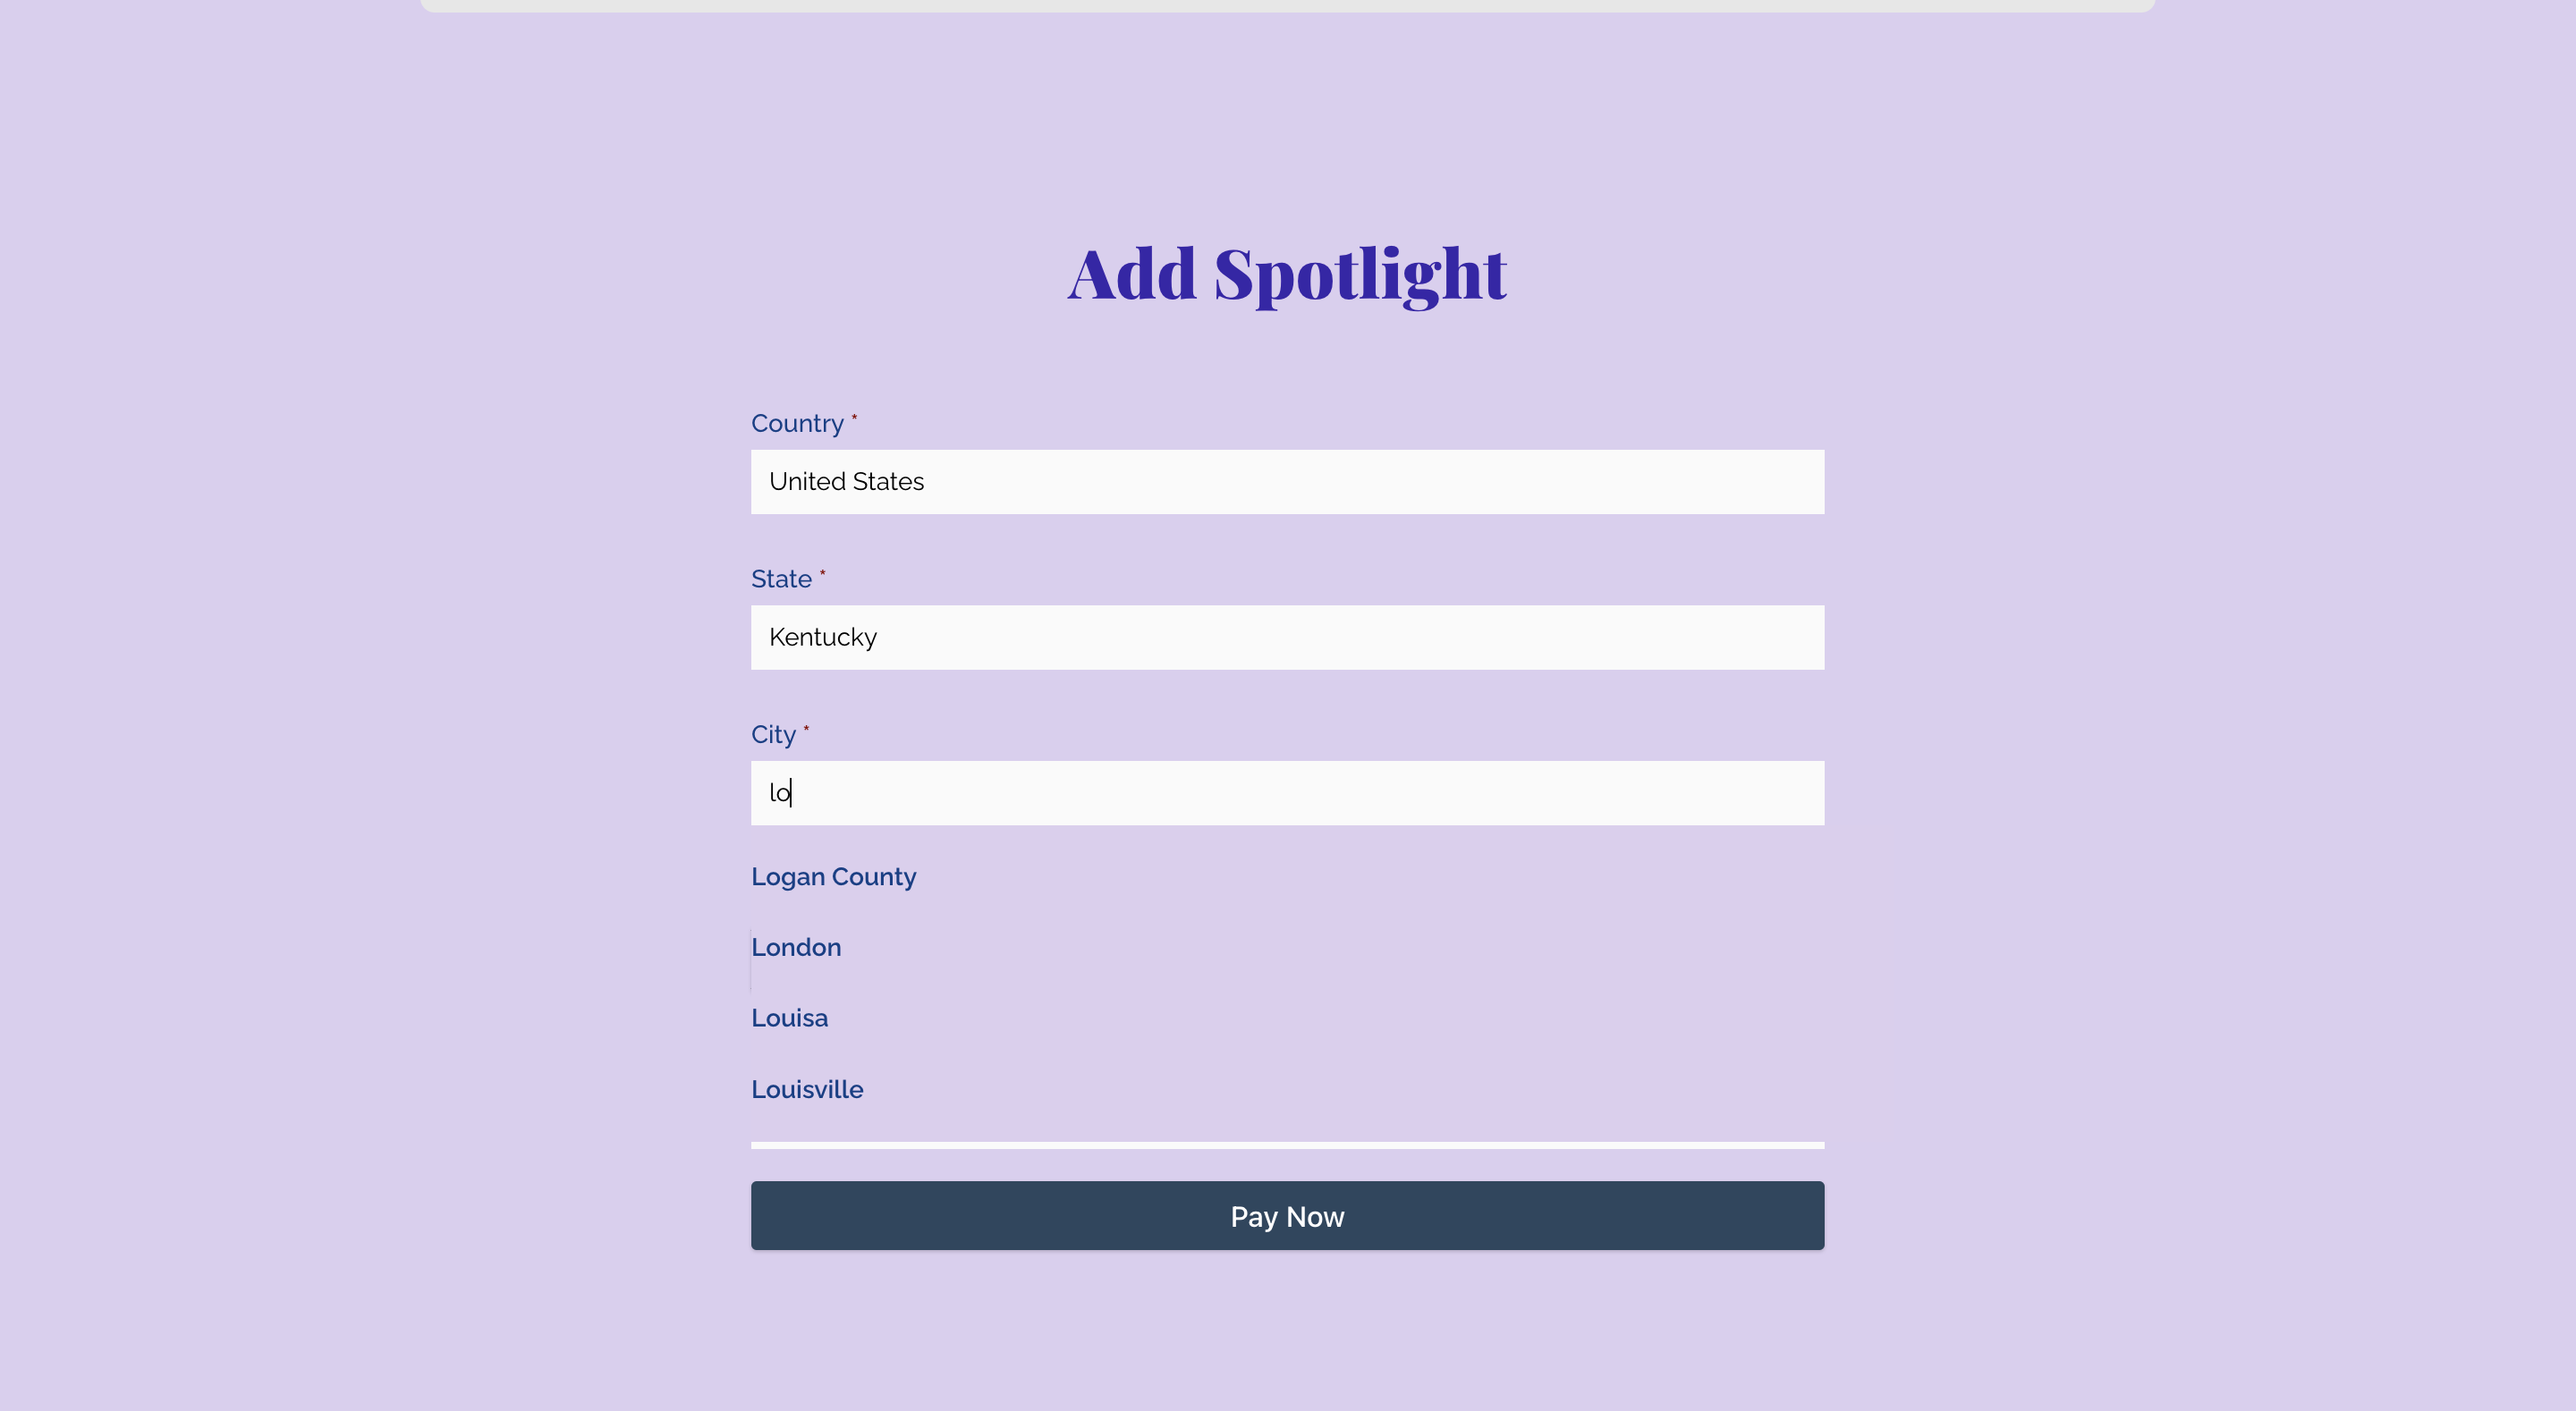 Add Spotlight
Country *
United States
State *
Kentucky
City *
lo
Logan County
London
Louisa
Louisville
Pay Now